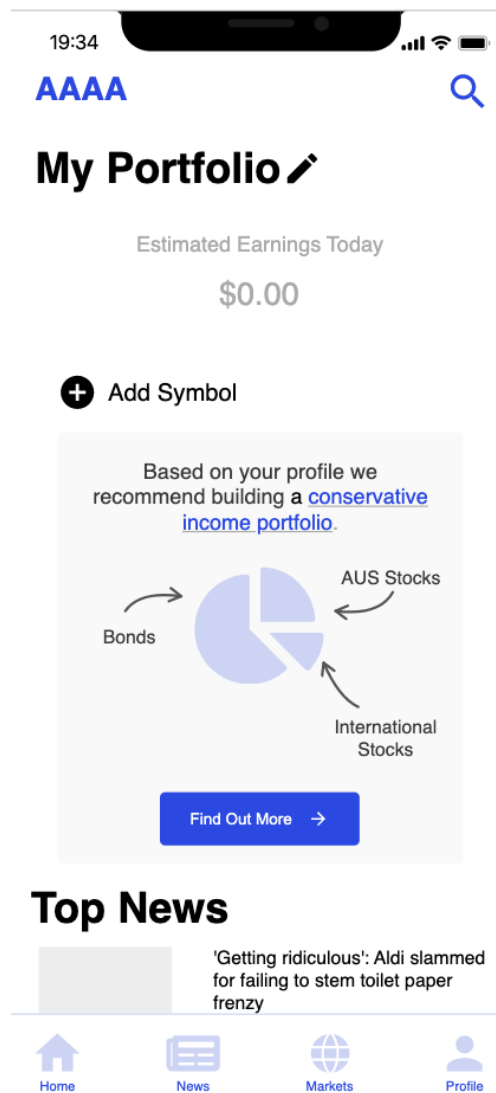 19:34
AAAA
My Portfolio
Estimated Earnings Today
$0.00
Add Symbol
Based on your profile we
recommend building a conservative
income portfolio.
AUS Stocks
Bonds
International
Stocks
Find Out More
Top News
'Getting ridiculous': Aldi slammed
for failing to stem toilet paper
frenzy
Home
News
Markets
Profile